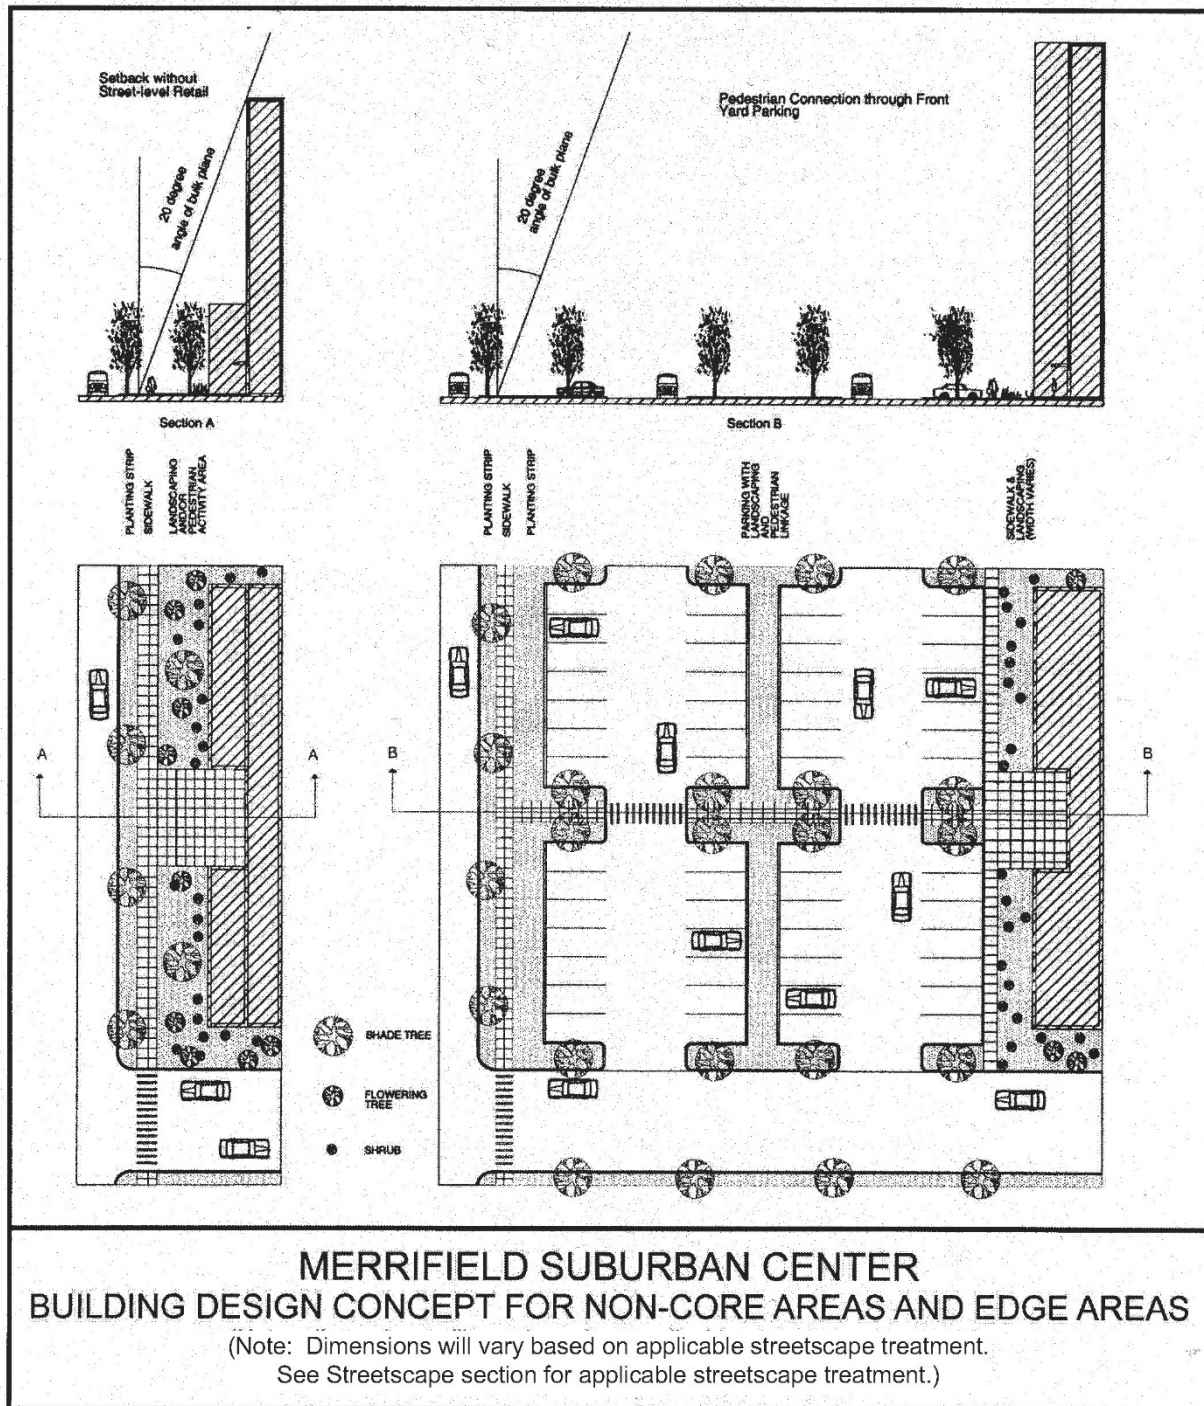 Setback without
Street-level Retail
20 degree
angle of bulk plane
Section A
Pedestrian Connection through Front
Yard Parking
20 degree
angle of bulk plane
Section B
PLANTING STRIP
SIDEWALK
LANDSCAPING
AND/OR
PEDESTRIAN
ACTIVITY AREA
PLANTING STRIP
SIDEWALK
PLANTING STRIP
PARKING WITH
LANDSCAPING
AND
PEDESTRIAN
LINKAGE
SIDEWALK &
LANDSCAPING
(WIDTH VARIES)
A
A
B
B
SHADE TREE
FLOWERING
TREE
SHRUB
MERRIFIELD SUBURBAN CENTER
BUILDING DESIGN CONCEPT FOR NON-CORE AREAS AND EDGE AREAS
(Note: Dimensions will vary based on applicable streetscape treatment.
See Streetscape section for applicable streetscape treatment.)